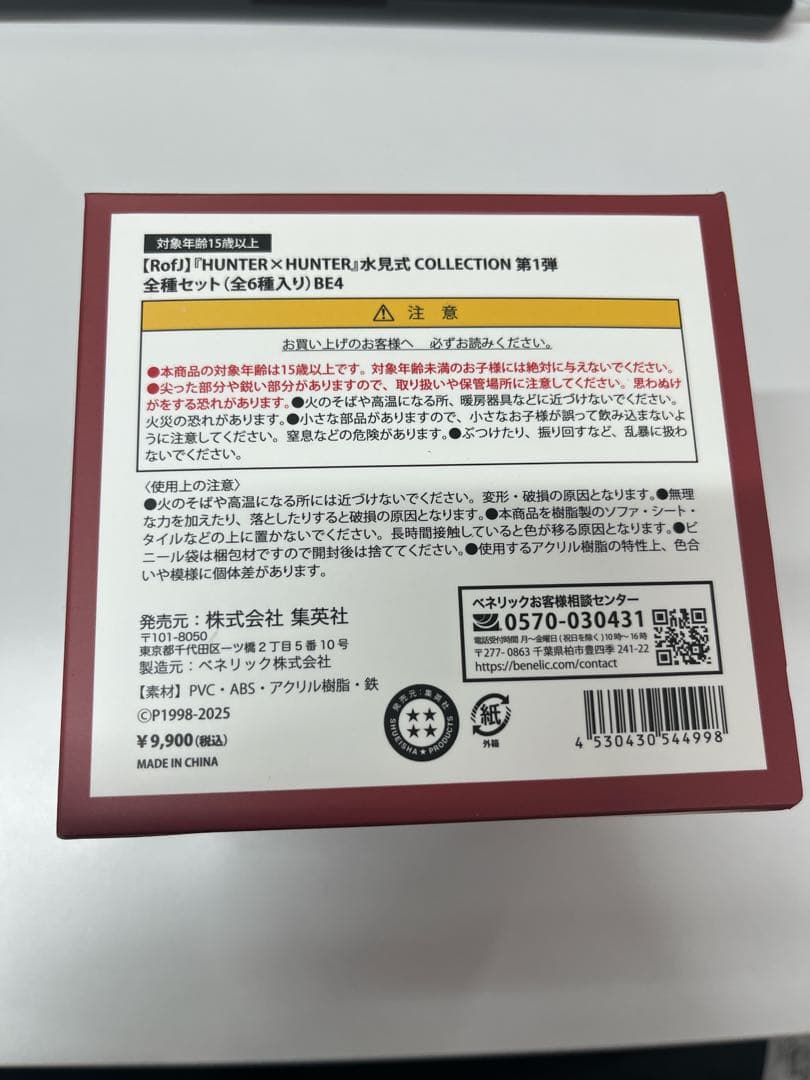 対象年齢15歳以上
【RofJ】『HUNTER×HUNTER』水見式 COLLECTION 第1弾
全種セット（全6種入り）BE4
注 意
お買い上げのお客様へ 必ずお読みください。
●本商品の対象年齢は15歳以上です。対象年齢未満のお子様には絶対に与えないでください。
●尖った部分や鋭い部分がありますので、取り扱いや保管場所に注意してください。思わぬけ
がをする恐れがあります。●火のそばや高温になる所、暖房器具などに近づけないでください。
火災の恐れがあります。●小さな部品がありますので、小さなお子様が誤って飲み込まないよ
うに注意してください。窒息などの危険があります。●ぶつけたり、振り回すなど、乱暴に扱わ
ないでください。
〈使用上の注意〉
●火のそばや高温になる所には近づけないでください。変形・破損の原因となります。●無理
な力を加えたり、落としたりすると破損の原因となります。●本商品を樹脂製のソファ・シート・
タイルなどの上に置かないでください。長時間接触していると色が移る原因となります。●ビ
ニール袋は梱包材ですので開封後は捨ててください。●使用するアクリル樹脂の特性上、色合
いや模様に個体差があります。
発売元：株式会社 集英社
〒101-8050
東京都千代田区一ツ橋２丁目５番１０号
製造元：ベネリック株式会社
【素材】PVC・ABS・アクリル樹脂・鉄
©P1998-2025
¥9,900(税込)
MADE IN CHINA
ベネリックお客様相談センター
0570-030431
電話受付時間 月～金曜日(祝日を除く)10時～16時
〒277-0863 千葉県柏市豊四季 241-22
https://benelic.com/contact
発売元：集英社
SHUEISHA★PRODUCTS
紙
外箱
4 530430 544998